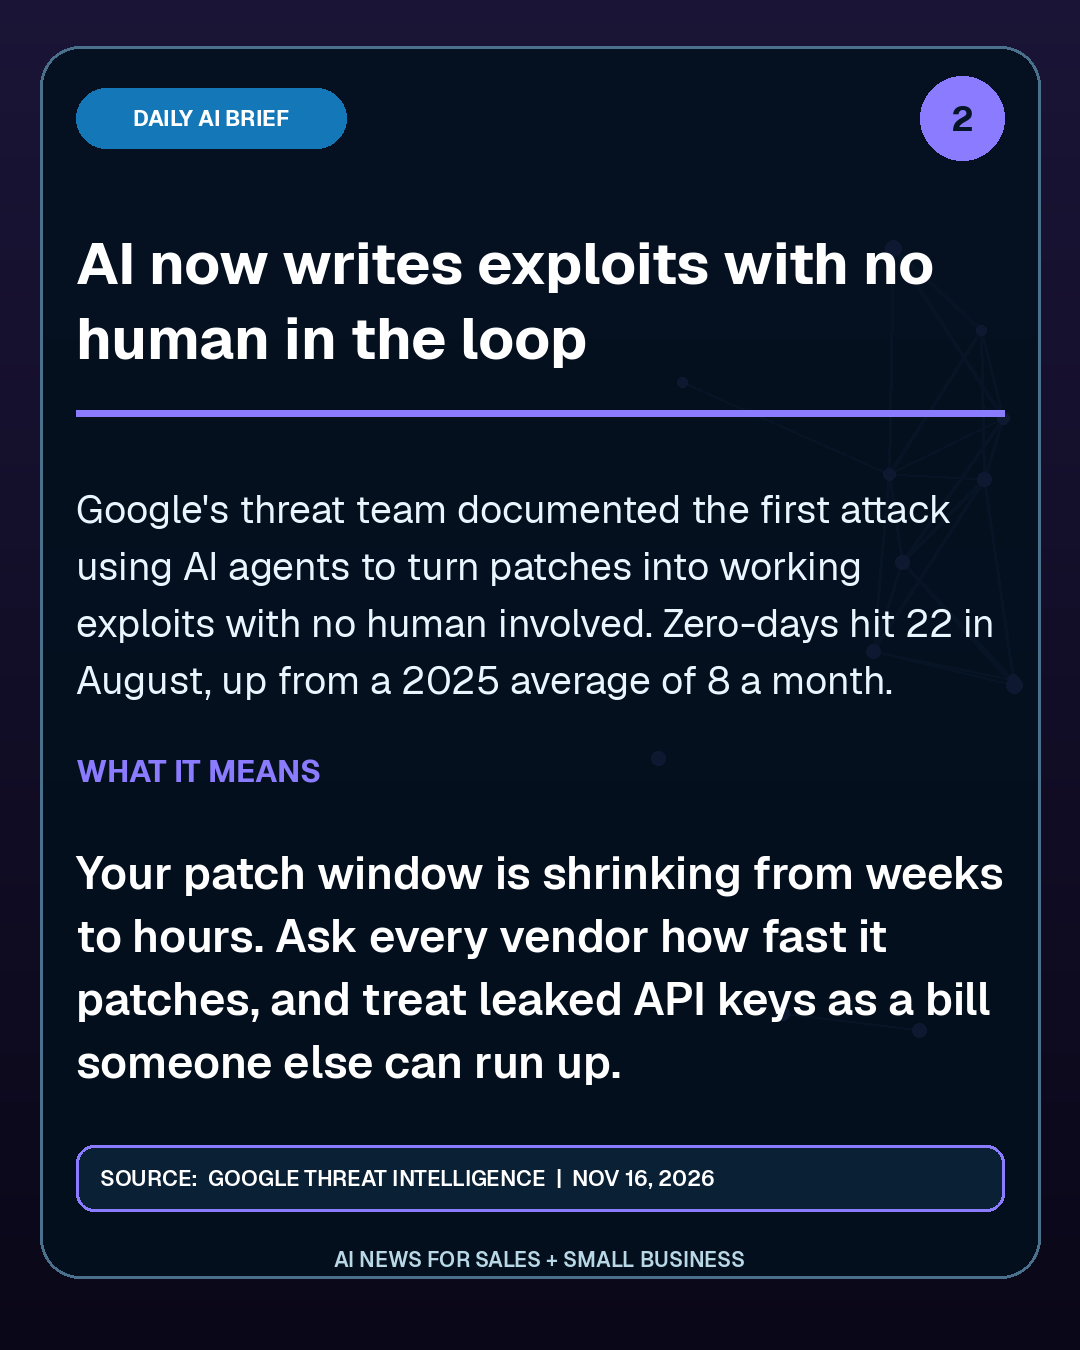 DAILY AI BRIEF
2
AI now writes exploits with no
human in the loop
Google's threat team documented the first attack
using AI agents to turn patches into working
exploits with no human involved. Zero-days hit 22 in
August, up from a 2025 average of 8 a month.
WHAT IT MEANS
Your patch window is shrinking from weeks
to hours. Ask every vendor how fast it
patches, and treat leaked API keys as a bill
someone else can run up.
SOURCE: GOOGLE THREAT INTELLIGENCE | NOV 16, 2026
AI NEWS FOR SALES + SMALL BUSINESS